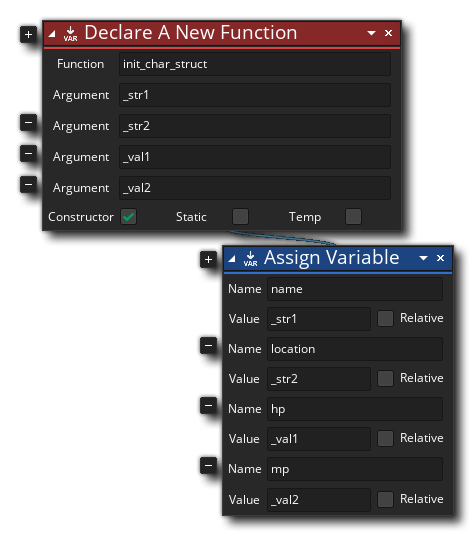 VAR Declare A New Function
Function init_char_struct
Argument _str1
Argument _str2
Argument _val1
Argument _val2
Constructor Static Temp
VAR Assign Variable
Name name
Value _str1 Relative
Name location
Value _str2 Relative
Name hp
Value _val1 Relative
Name mp
Value _val2 Relative